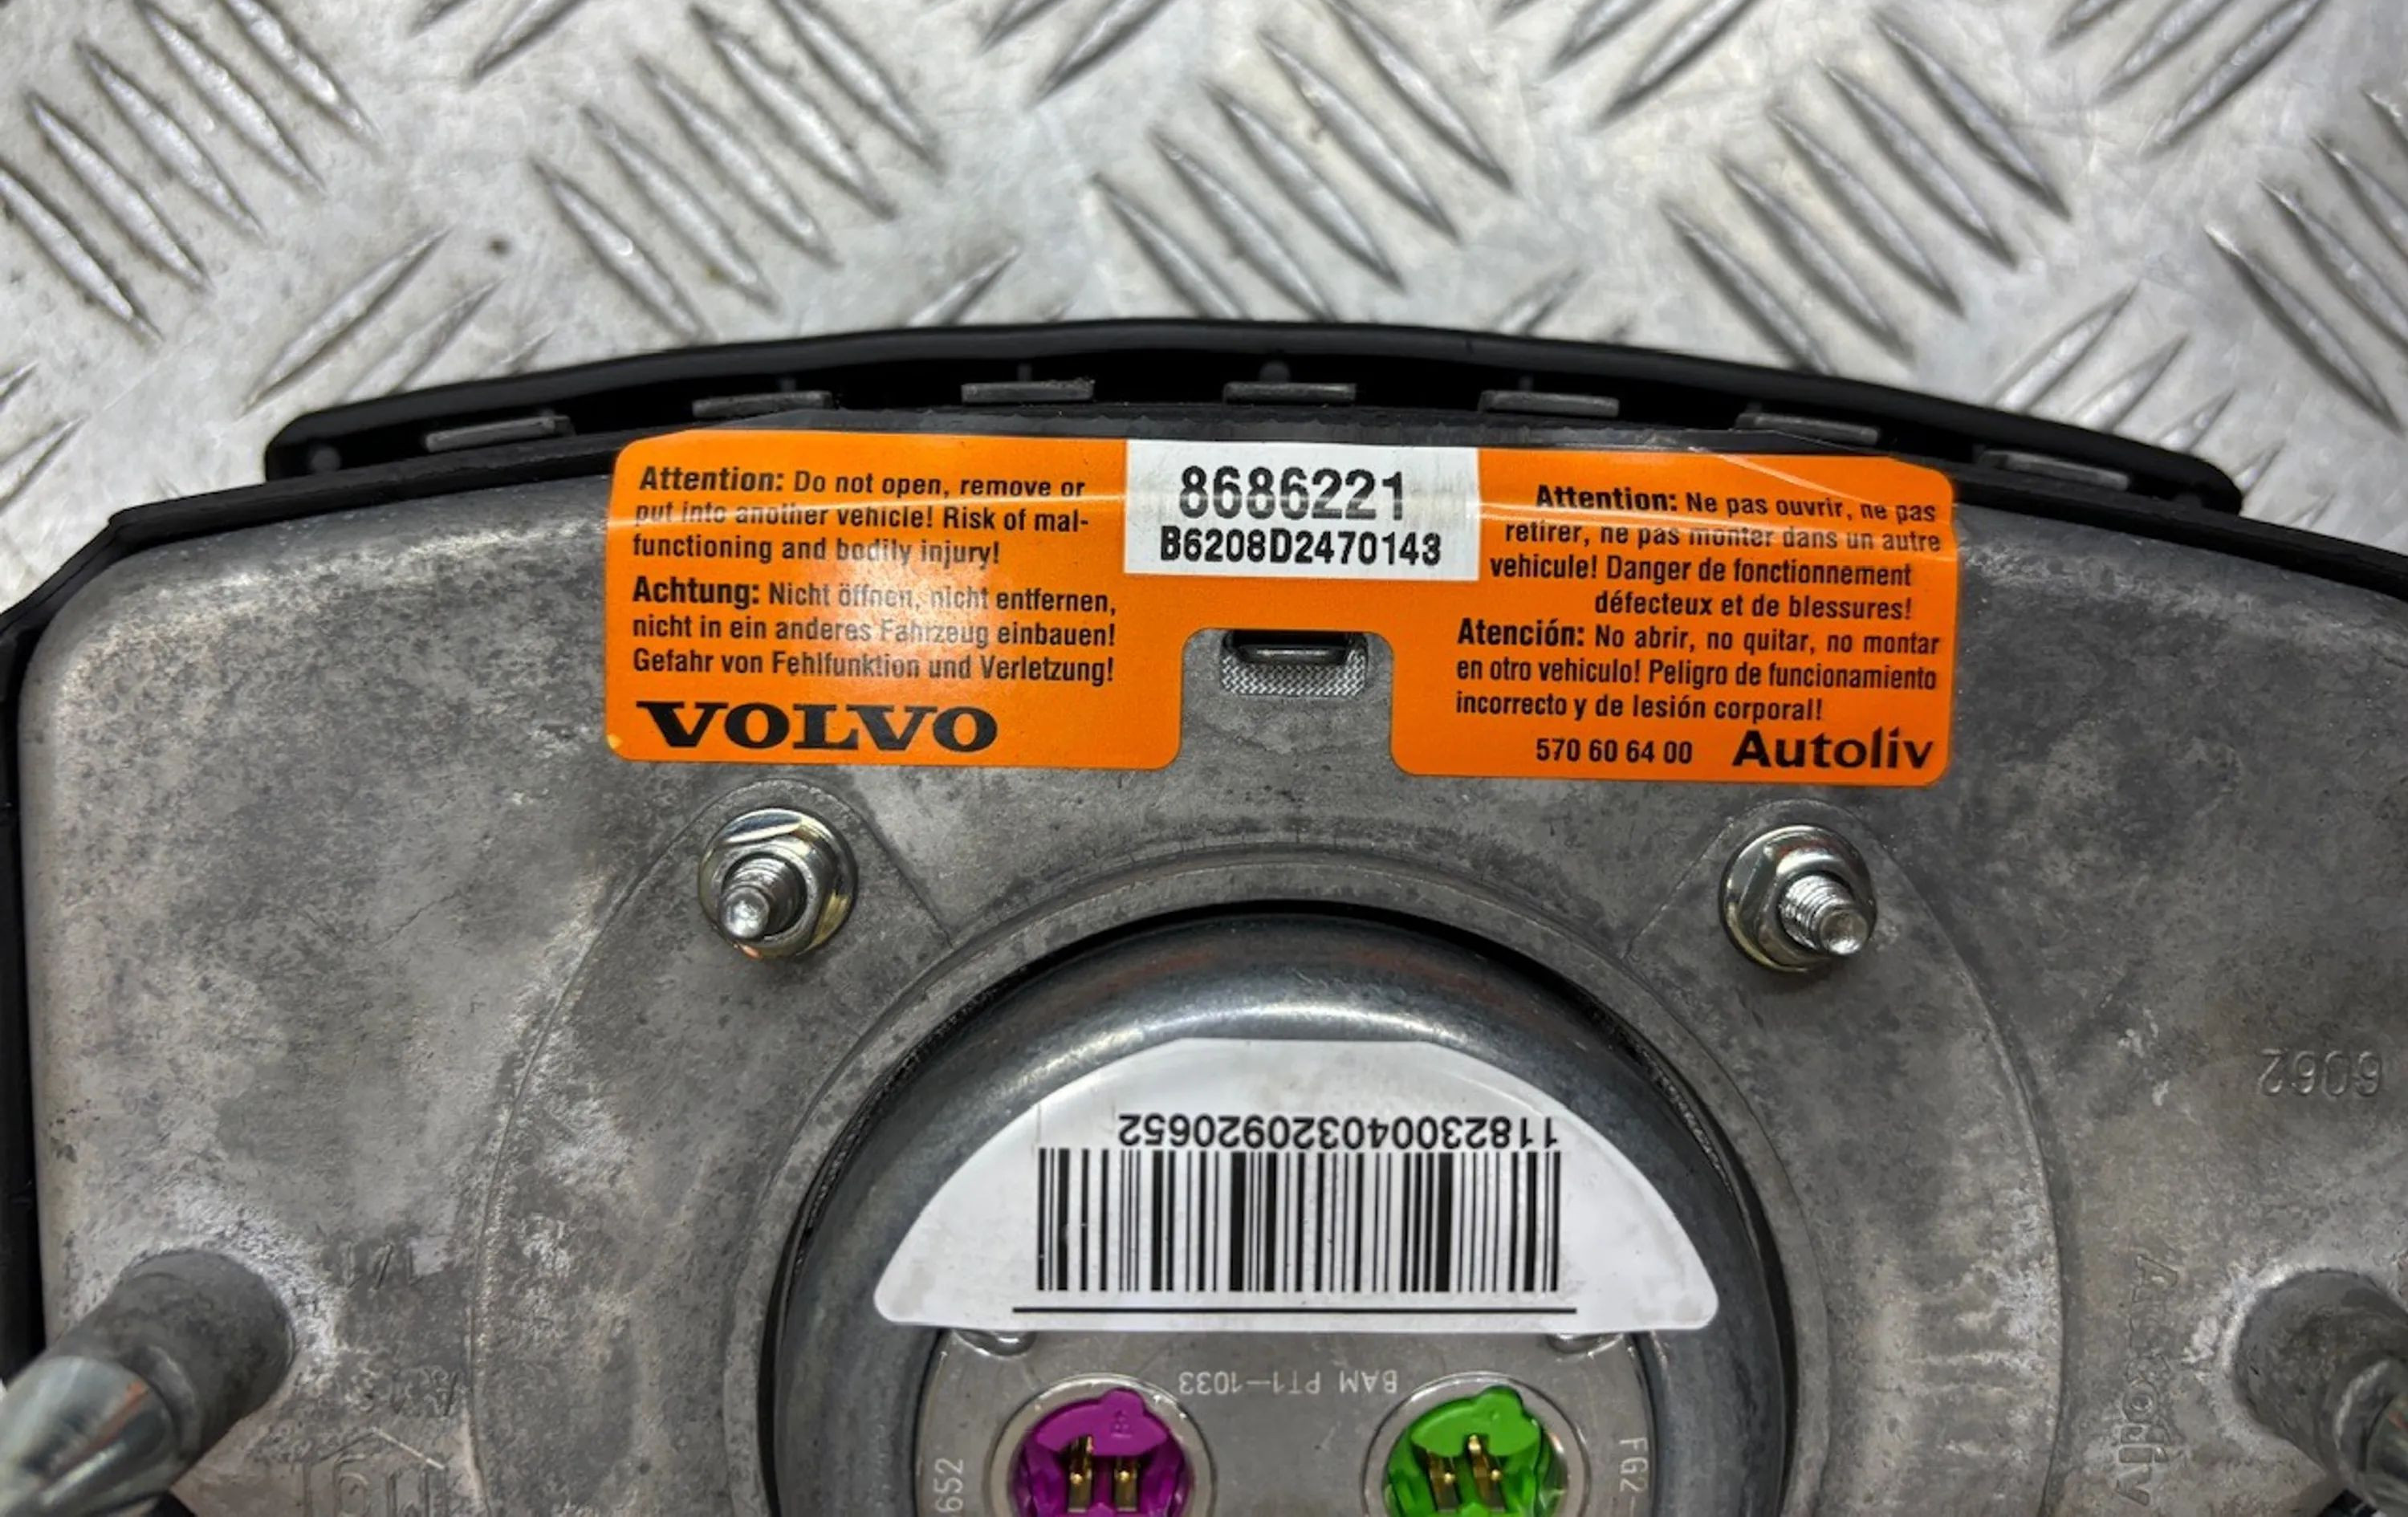 Attention: Do not open, remove or
put into another vehicle! Risk of mal-
functioning and bodily injury!
Achtung: Nicht öffnen, nicht entfernen,
nicht in ein anderes Fahrzeug einbauen!
Gefahr von Fehlfunktion und Verletzung!
VOLVO
8686221
B6208D2470143
Attention: Ne pas ouvrir, ne pas
retirer, ne pas monter dans un autre
vehicule! Danger de fonctionnement
défecteux et de blessures!
Atención: No abrir, no quitar, no montar
en otro vehiculo! Peligro de funcionamiento
incorrecto y de lesión corporal!
570 60 64 00 Autoliv
6062
1182300403209920652
BAM PT1-1033
652
FG2